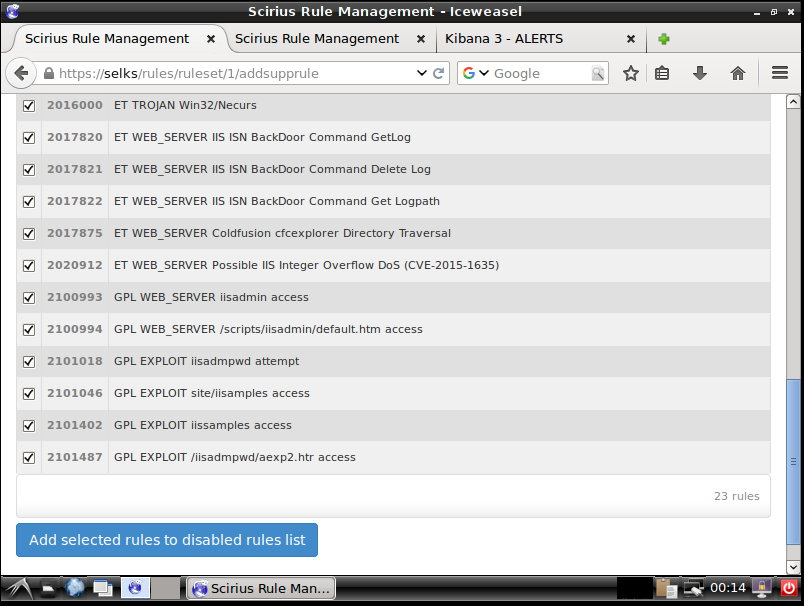 Scirius Rule Management - Iceweasel
Scirius Rule Management
Scirius Rule Management
Kibana 3 - ALERTS
https://selks/rules/ruleset/1/addsupprule
Google
2016000 ET TROJAN Win32/Necurs
2017820 ET WEB_SERVER IIS ISN BackDoor Command GetLog
2017821 ET WEB_SERVER IIS ISN BackDoor Command Delete Log
2017822 ET WEB_SERVER IIS ISN BackDoor Command Get Logpath
2017875 ET WEB_SERVER Coldfusion cfcexplorer Directory Traversal
2020912 ET WEB_SERVER Possible IIS Integer Overflow DoS (CVE-2015-1635)
2100993 GPL WEB_SERVER iisadmin access
2100994 GPL WEB_SERVER /scripts/iisadmin/default.htm access
2101018 GPL EXPLOIT iisadmpwd attempt
2101046 GPL EXPLOIT site/iisamples access
2101402 GPL EXPLOIT iissamples access
2101487 GPL EXPLOIT /iisadmpwd/aexp2.htr access
23 rules
Add selected rules to disabled rules list
Scirius Rule Man...
00:14